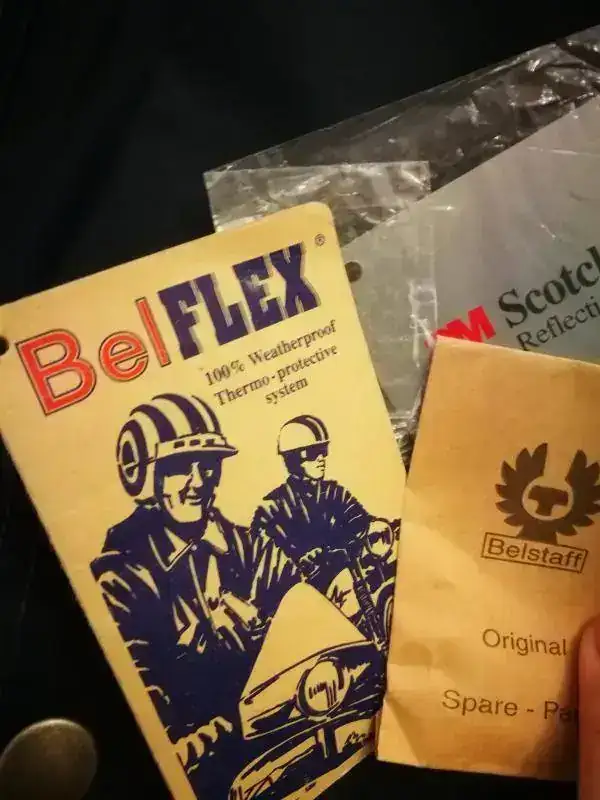 BelFLEX®
100% Weatherproof
Thermo-protective
system
Scotch
Reflecti
Belstaff
Original
Spare - Pa